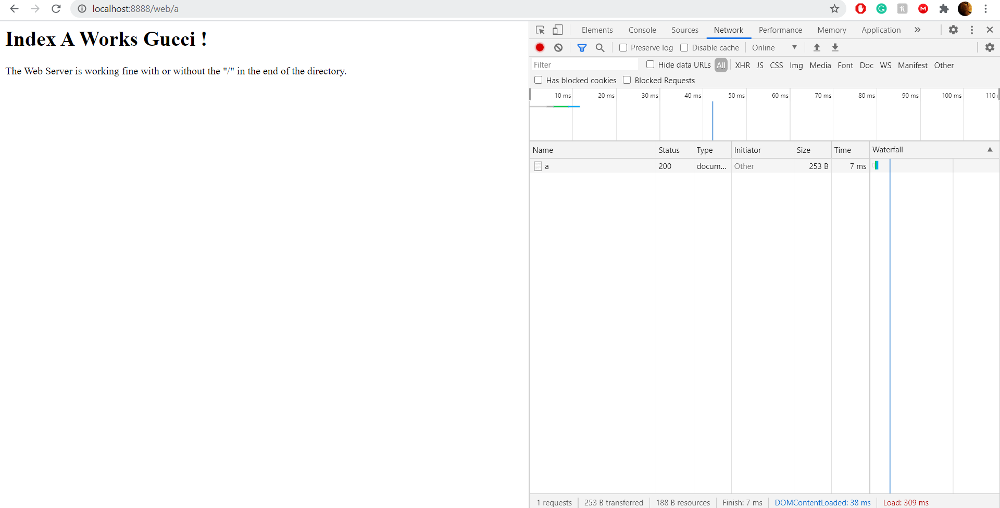 localhost:8888/web/a
Index A Works Gucci !
The Web Server is working fine with or without the "/" in the end of the directory.
Elements Console Sources Network Performance Memory Application
Preserve log Disable cache Online
Filter Hide data URLs All XHR JS CSS Img Media Font Doc WS Manifest Other
Has blocked cookies Blocked Requests
10 ms 20 ms 30 ms 40 ms 50 ms 60 ms 70 ms 80 ms 90 ms 100 ms 110
Name Status Type Initiator Size Time Waterfall
a 200 docum... Other 253 B 7 ms
1 requests 253 B transferred 188 B resources Finish: 7 ms DOMContentLoaded: 38 ms Load: 309 ms